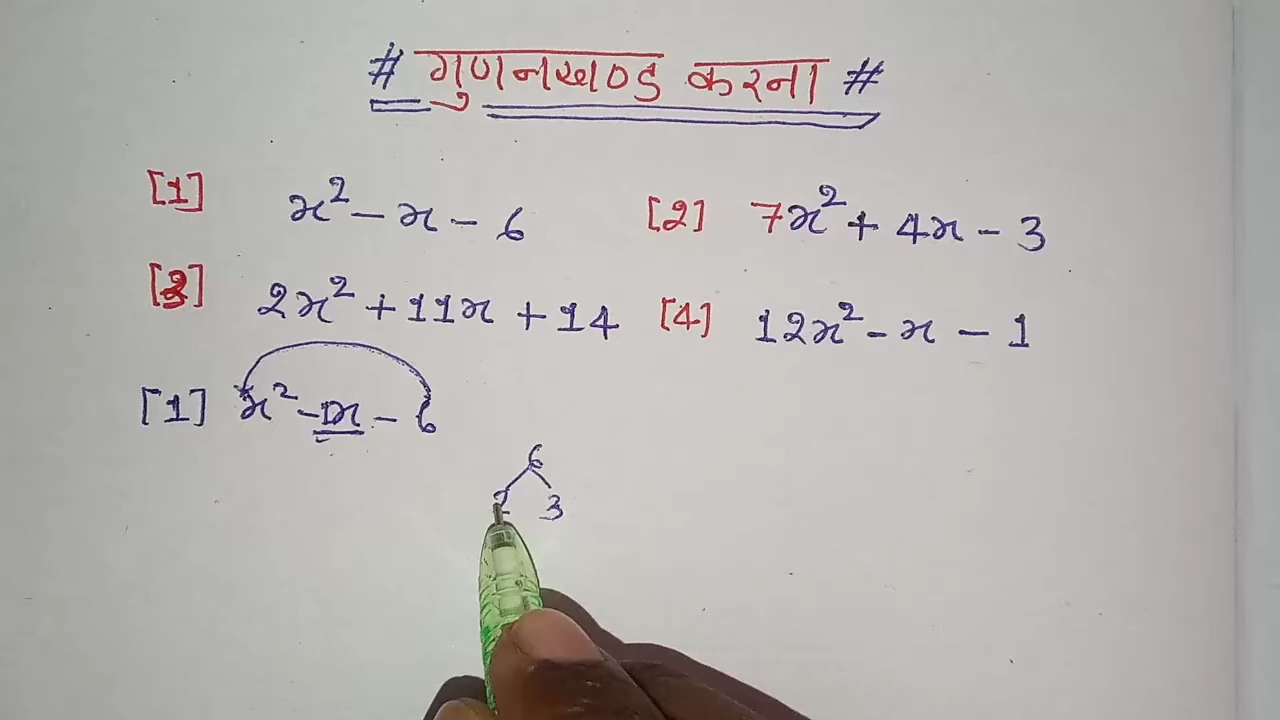 # गुणनखण्ड करना #
[1] x² - x - 6 [2] 7x² + 4x - 3
[3] 2x² + 11x + 14 [4] 12x² - x - 1
[1] x² - 1x - 6
6
2 3